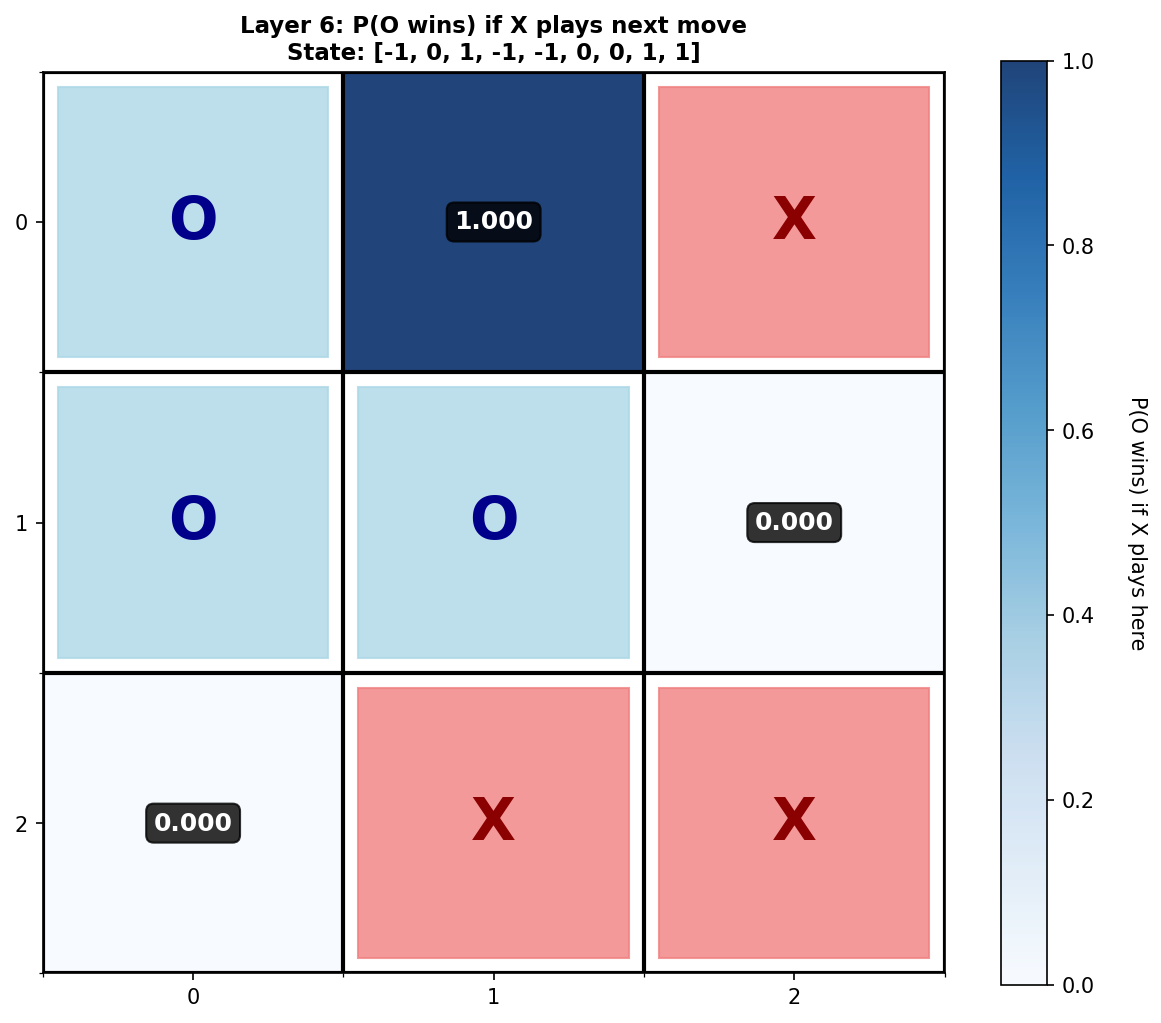 Layer 6: P(O wins) if X plays next move
State: [-1, 0, 1, -1, -1, 0, 0, 1, 1]
0
O
1.000
X
1
O
O
0.000
2
0.000
X
X
0
1
2
1.0
0.8
0.6
0.4
0.2
0.0
P(O wins) if X plays here